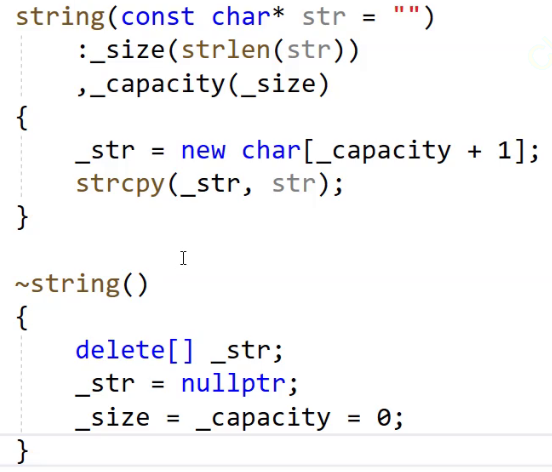 string(const char* str = "")
    :_size(strlen(str))
    ,_capacity(_size)
{
    _str = new char[_capacity + 1];
    strcpy(_str, str);
}
~string()
{
    delete[] _str;
    _str = nullptr;
    _size = _capacity = 0;
}